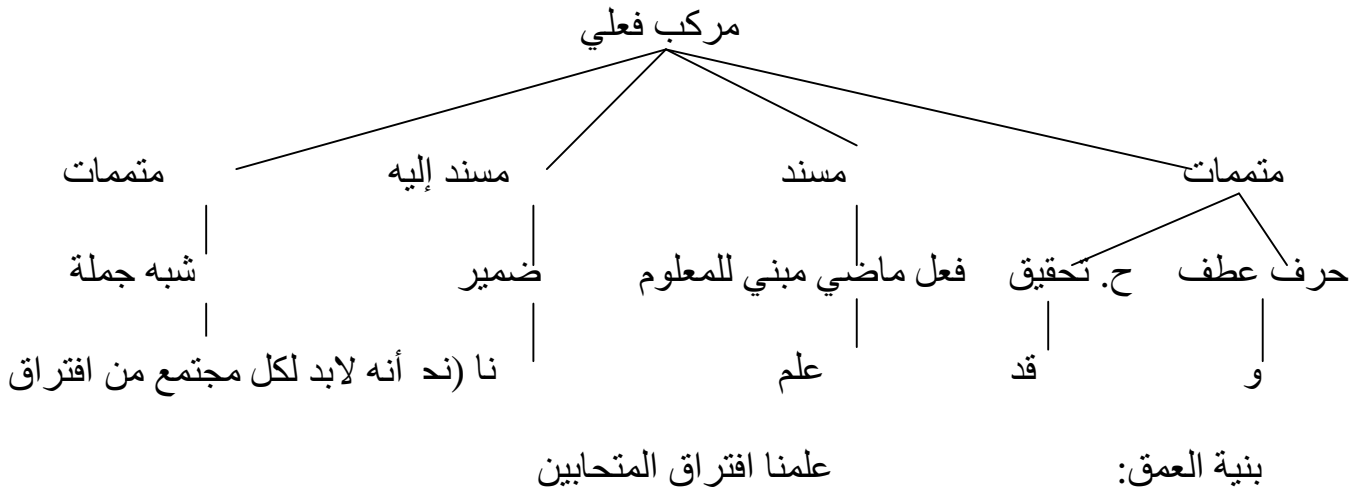 مركب فعلي
متممات مسند مسند إليه متممات
حرف عطف ح. تحقيق فعل ماضي مبني للمعلوم ضمير شبه جملة
و قد علم نا (نحـ أنه لابد لكل مجتمع من افتراق
بنية العمق: علمنا افتراق المتحابين